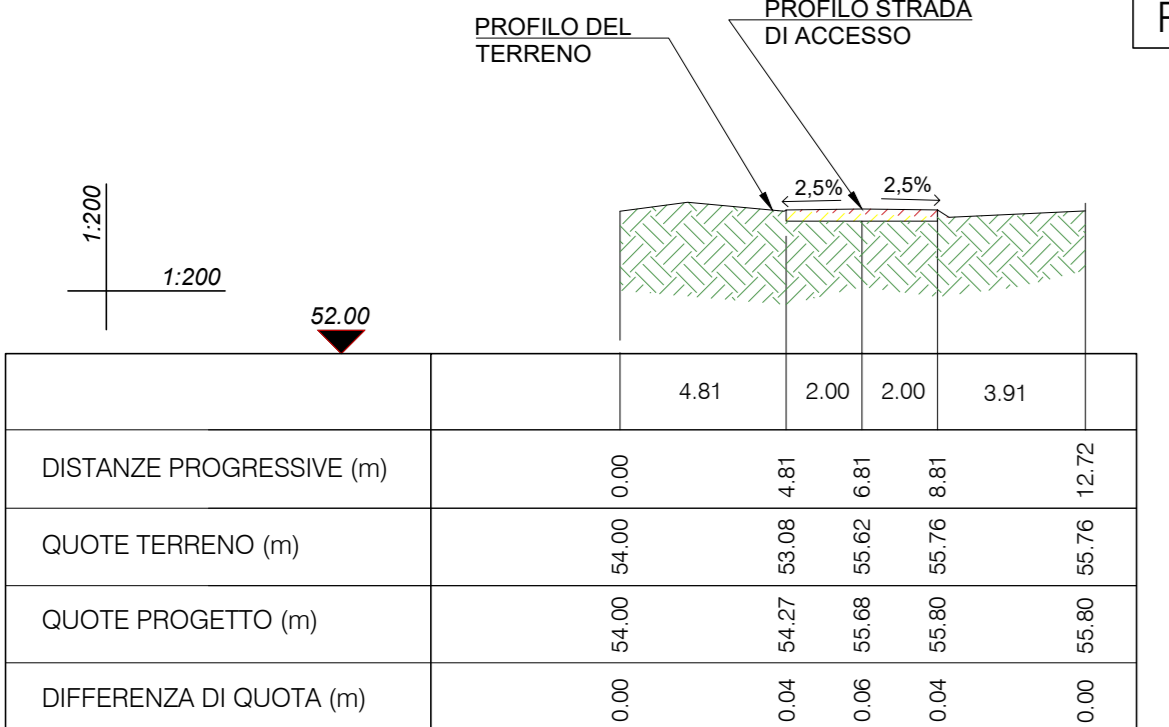 PROFILO STRADA
DI ACCESSO
PROFILO DEL
TERRENO
2,5% 2,5%
1:200
1:200
52.00
4.81 2.00 2.00 3.91
DISTANZE PROGRESSIVE (m) 0.00 4.81 6.81 8.81 12.72
QUOTE TERRENO (m) 54.00 53.08 55.62 55.76 55.76
QUOTE PROGETTO (m) 54.00 54.27 55.68 55.80 55.80
DIFFERENZA DI QUOTA (m) 0.00 0.04 0.06 0.04 0.00